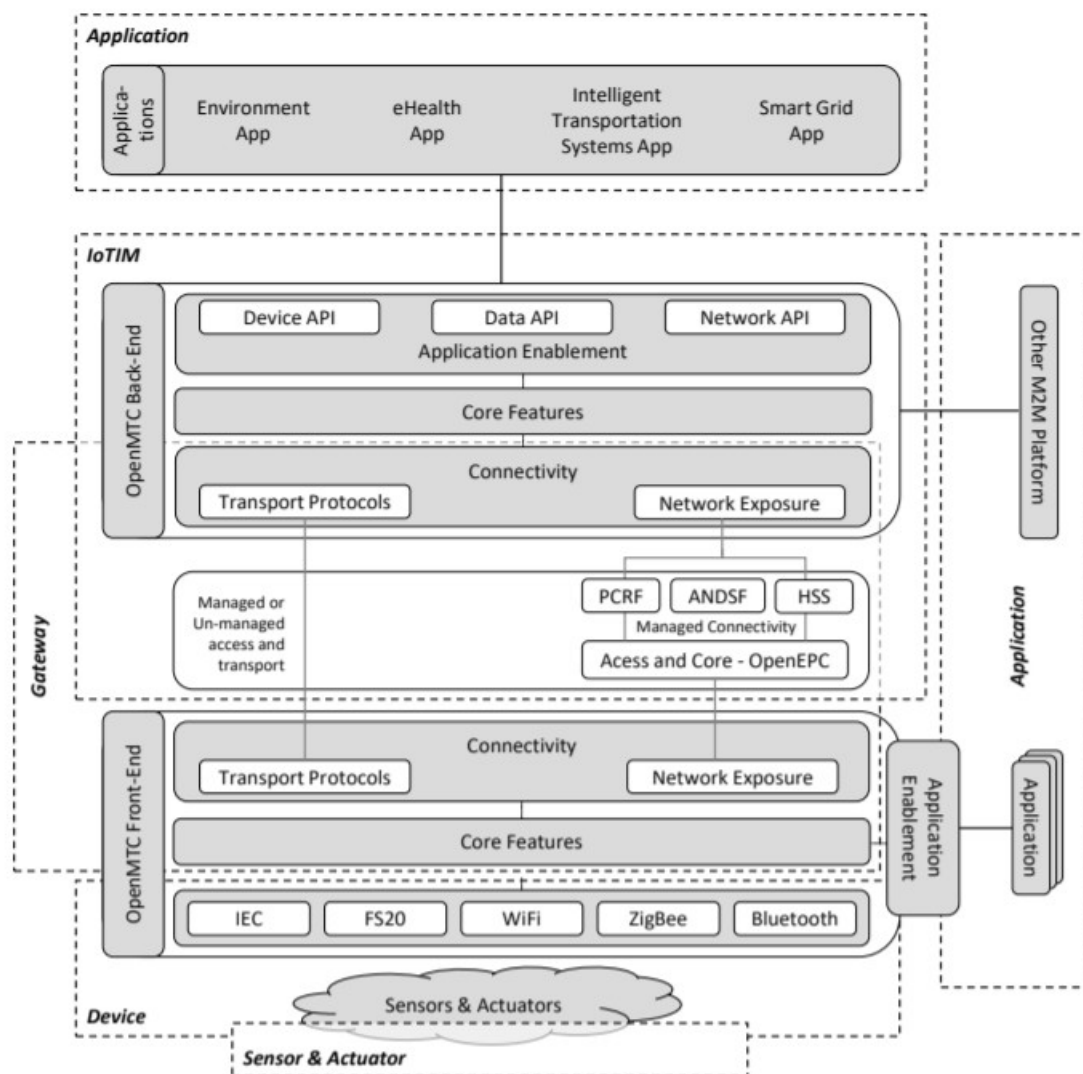 Application
Applica-
tions
Environment
App
eHealth
App
Intelligent
Transportation
Systems App
Smart Grid
App
IoTIM
OpenMTC Back-End
Device API
Data API
Network API
Application Enablement
Core Features
Connectivity
Transport Protocols
Network Exposure
Other M2M Platform
Gateway
Managed or
Un-managed
access and
transport
PCRF
ANDSF
HSS
Managed Connectivity
Acess and Core - OpenEPC
Application
OpenMTC Front-End
Connectivity
Transport Protocols
Network Exposure
Core Features
Application
Enablement
Application
IEC
FS20
WiFi
ZigBee
Bluetooth
Sensors & Actuators
Device
Sensor & Actuator